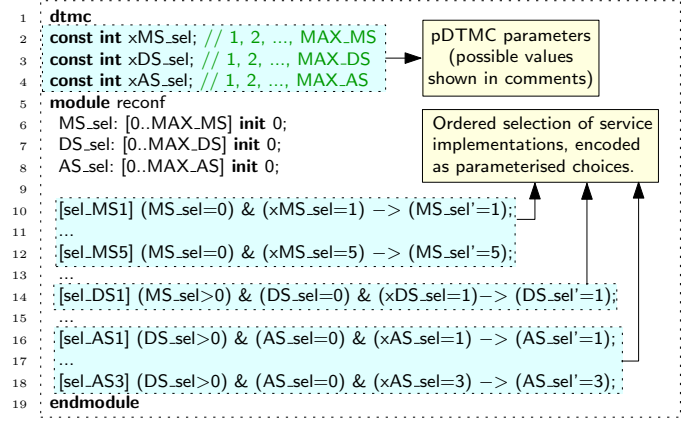 1 dtmc
2 const int xMS_sel; // 1, 2, ..., MAX_MS
3 const int xDS_sel; // 1, 2, ..., MAX_DS
4 const int xAS_sel; // 1, 2, ..., MAX_AS
5 module reconf
6 MS_sel: [0..MAX_MS] init 0;
7 DS_sel: [0..MAX_DS] init 0;
8 AS_sel: [0..MAX_AS] init 0;
9
10 [sel_MS1] (MS_sel=0) & (xMS_sel=1) −> (MS_sel'=1);
11 ...
12 [sel_MS5] (MS_sel=0) & (xMS_sel=5) −> (MS_sel'=5);
13 ...
14 [sel_DS1] (MS_sel>0) & (DS_sel=0) & (xDS_sel=1)−> (DS_sel'=1);
15 ...
16 [sel_AS1] (DS_sel>0) & (AS_sel=0) & (xAS_sel=1) −> (AS_sel'=1);
17 ...
18 [sel_AS3] (DS_sel>0) & (AS_sel=0) & (xAS_sel=3) −> (AS_sel'=3);
19 endmodule
pDTMC parameters
(possible values
shown in comments)
Ordered selection of service
implementations, encoded
as parameterised choices.